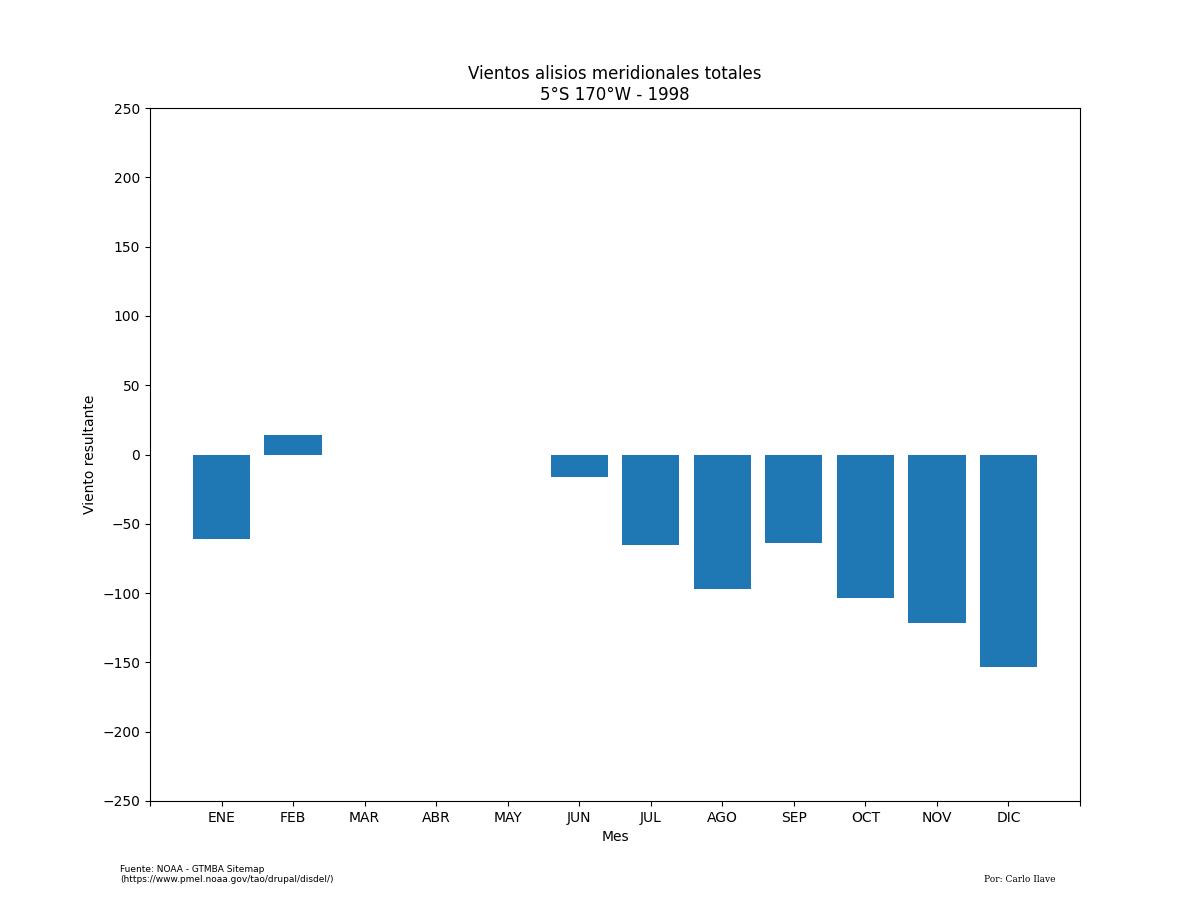 Vientos alisios meridionales totales
5°S 170°W - 1998
250
200
150
100
50
0
−50
−100
−150
−200
−250
Viento resultante
ENE FEB MAR ABR MAY JUN JUL AGO SEP OCT NOV DIC
Mes
Fuente: NOAA - GTMBA Sitemap
(https://www.pmel.noaa.gov/tao/drupal/disdel/)
Por: Carlo Ilave